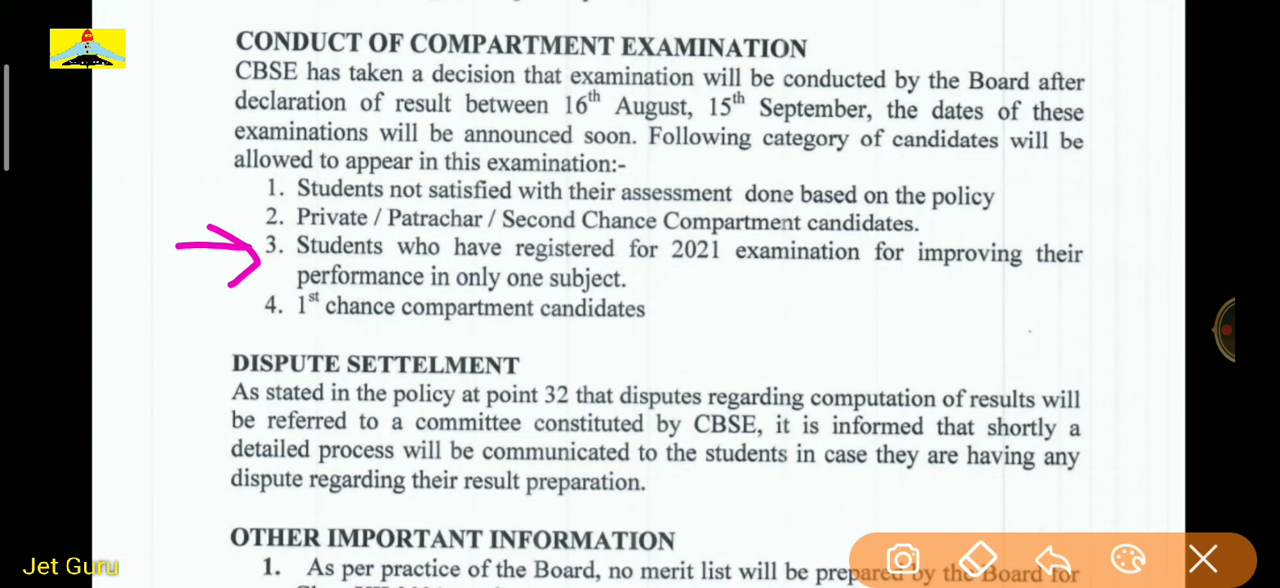 CONDUCT OF COMPARTMENT EXAMINATION
CBSE has taken a decision that examination will be conducted by the Board after
declaration of result between 16th August, 15th September, the dates of these
examinations will be announced soon. Following category of candidates will be
allowed to appear in this examination:-
1. Students not satisfied with their assessment done based on the policy
2. Private / Patrachar / Second Chance Compartment candidates.
3. Students who have registered for 2021 examination for improving their
performance in only one subject.
4. 1st chance compartment candidates
DISPUTE SETTELMENT
As stated in the policy at point 32 that disputes regarding computation of results will
be referred to a committee constituted by CBSE, it is informed that shortly a
detailed process will be communicated to the students in case they are having any
dispute regarding their result preparation.
OTHER IMPORTANT INFORMATION
1. As per practice of the Board, no merit list will be prepared by the Board for
Jet Guru